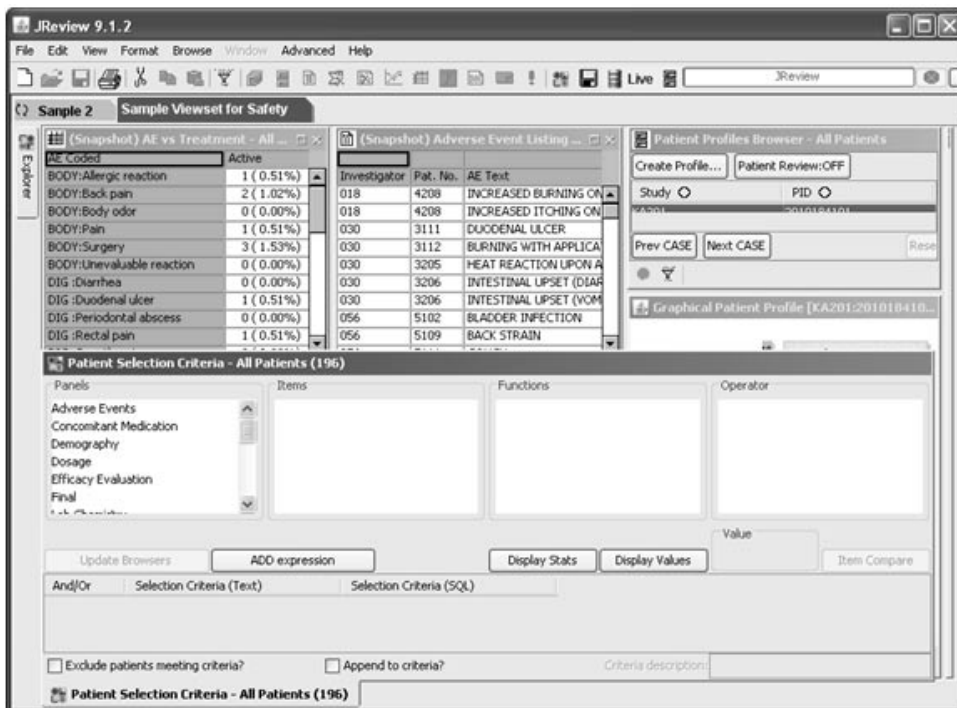 JReview 9.1.2
File Edit View Format Browse Window Advanced Help
Live JReview
Sanple 2 Sample Viewset for Safety
Explorer
(Snapshot) AE vs Treatment - All ...
AE Coded Active
BODY:Allergic reaction 1 ( 0.51%)
BODY:Back pain 2 ( 1.02%)
BODY:Body odor 0 ( 0.00%)
BODY:Pain 1 ( 0.51%)
BODY:Surgery 3 ( 1.53%)
BODY:Unevaluable reaction 0 ( 0.00%)
DIG :Diarrhea 0 ( 0.00%)
DIG :Duodenal ulcer 1 ( 0.51%)
DIG :Periodontal abscess 0 ( 0.00%)
DIG :Rectal pain 1 ( 0.51%)
(Snapshot) Adverse Event Listing ...
Investigator Pat. No. AE Text
018 4208 INCREASED BURNING ON
018 4208 INCREASED ITCHING ON
030 3111 DUODENAL ULCER
030 3112 BURNING WITH APPLICA
030 3205 HEAT REACTION UPON A
030 3206 INTESTINAL UPSET (DIAR
030 3206 INTESTINAL UPSET (VOM
056 5102 BLADDER INFECTION
056 5109 BACK STRAIN
Patient Profiles Browser - All Patients
Create Profile... Patient Review:OFF
Study PID
KA201 2010184101
Prev CASE Next CASE Rese
Graphical Patient Profile [KA201:201018410...
Patient Selection Criteria - All Patients (196)
Panels Items Functions Operator
Adverse Events
Concomitant Medication
Demography
Dosage
Efficacy Evaluation
Final
Lab Chemistry
Value
Update Browsers ADD expression Display Stats Display Values Item Compare
And/Or Selection Criteria (Text) Selection Criteria (SQL)
Exclude patients meeting criteria? Append to criteria? Criteria description:
Patient Selection Criteria - All Patients (196)